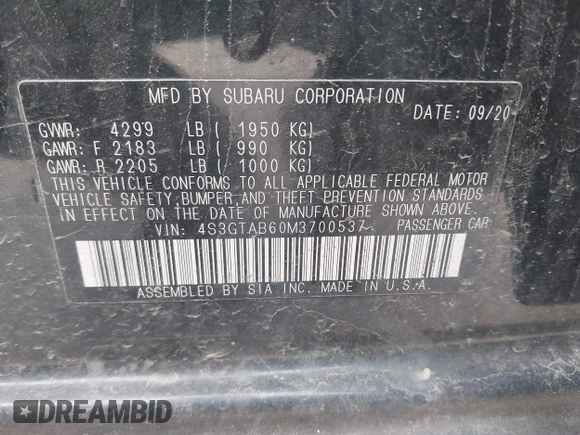 MFD BY SUBARU CORPORATION
DATE: 09/20
GVWR: 4299 LB ( 1950 KG)
GAWR: F 2183 LB ( 990 KG)
GAWR: R 2205 LB ( 1000 KG)
THIS VEHICLE CONFORMS TO ALL APPLICABLE FEDERAL MOTOR
VEHICLE SAFETY, BUMPER, AND THEFT PREVENTION STANDARDS
IN EFFECT ON THE DATE OF MANUFACTURE SHOWN ABOVE.
VIN: 4S3GTAB60M3700537 PASSENGER CAR
ASSEMBLED BY SIA INC. MADE IN U.S.A.
DREAMBID